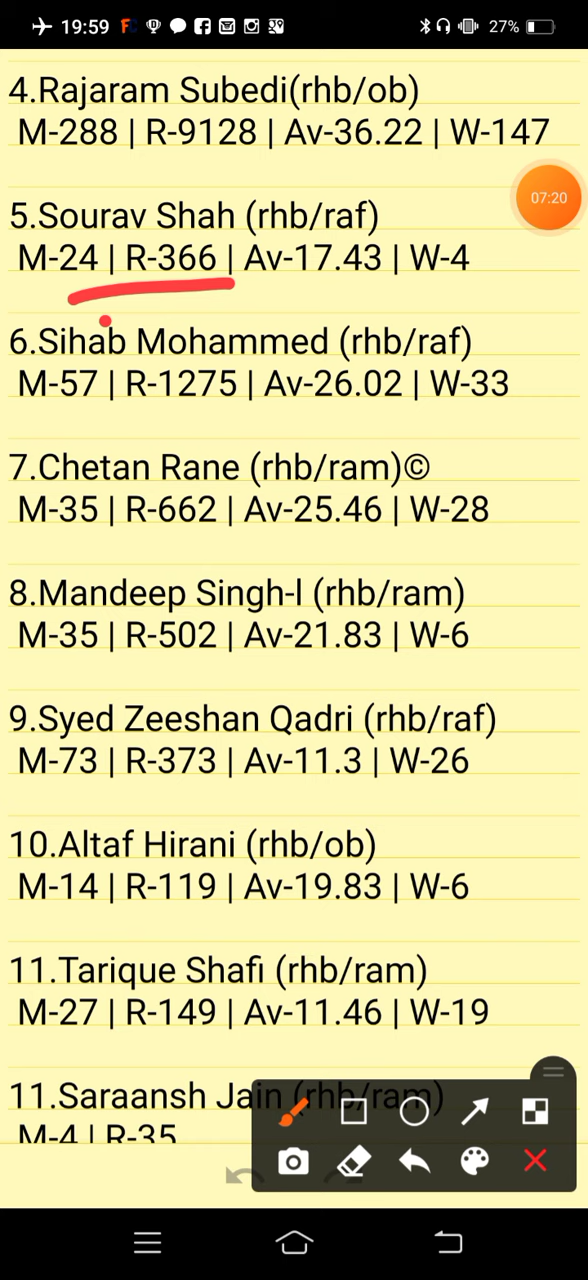 19:59
27%
4.Rajaram Subedi(rhb/ob)
M-288 | R-9128 | Av-36.22 | W-147
07:20
5.Sourav Shah (rhb/raf)
M-24 | R-366 | Av-17.43 | W-4
6.Sihab Mohammed (rhb/raf)
M-57 | R-1275 | Av-26.02 | W-33
7.Chetan Rane (rhb/ram)©
M-35 | R-662 | Av-25.46 | W-28
8.Mandeep Singh-l (rhb/ram)
M-35 | R-502 | Av-21.83 | W-6
9.Syed Zeeshan Qadri (rhb/raf)
M-73 | R-373 | Av-11.3 | W-26
10.Altaf Hirani (rhb/ob)
M-14 | R-119 | Av-19.83 | W-6
11.Tarique Shafi (rhb/ram)
M-27 | R-149 | Av-11.46 | W-19
11.Saraansh Jain (rhb/ram)
M-4 | R-35